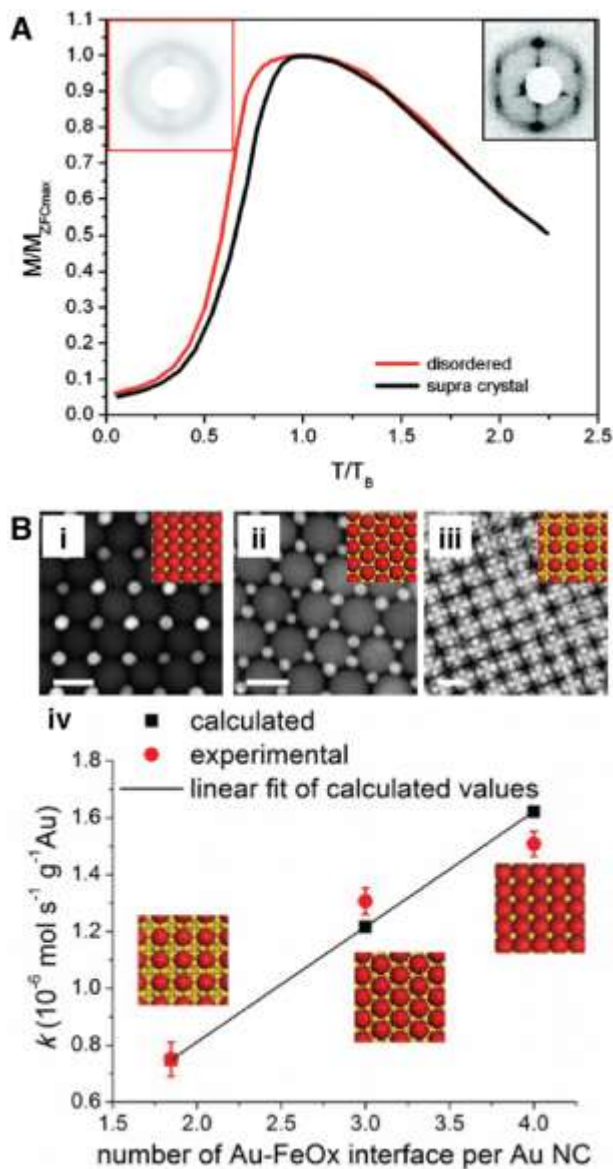 A
M/M_ZFCmax
1.1
1.0
0.9
0.8
0.7
0.6
0.5
0.4
0.3
0.2
0.1
0.0
disordered
supra crystal
0.0 0.5 1.0 1.5 2.0 2.5
T/T_B
B
i ii iii
iv
calculated
experimental
linear fit of calculated values
k (10⁻⁶ mol s⁻¹ g⁻¹Au)
1.8
1.6
1.4
1.2
1.0
0.8
0.6
1.5 2.0 2.5 3.0 3.5 4.0
number of Au-FeOx interface per Au NC